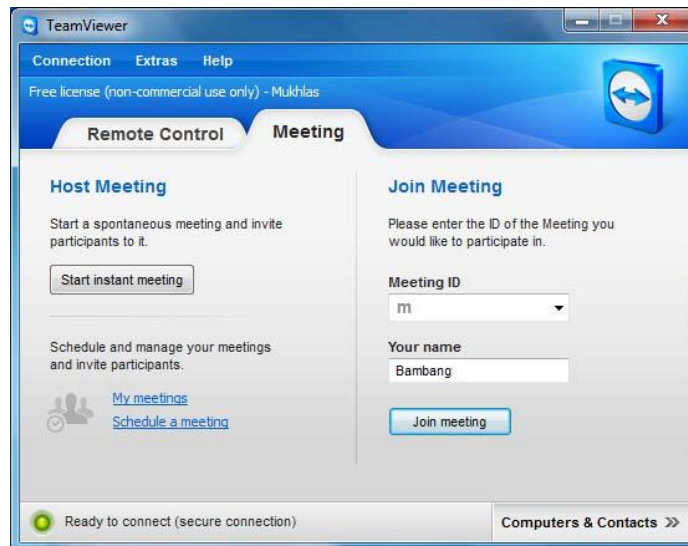 TeamViewer
Connection Extras Help
Free license (non-commercial use only) - Mukhlas
Remote Control Meeting
Host Meeting
Start a spontaneous meeting and invite
participants to it.
Start instant meeting
Schedule and manage your meetings
and invite participants.
My meetings
Schedule a meeting
Join Meeting
Please enter the ID of the Meeting you
would like to participate in.
Meeting ID
m
Your name
Bambang
Join meeting
Ready to connect (secure connection)
Computers & Contacts >>